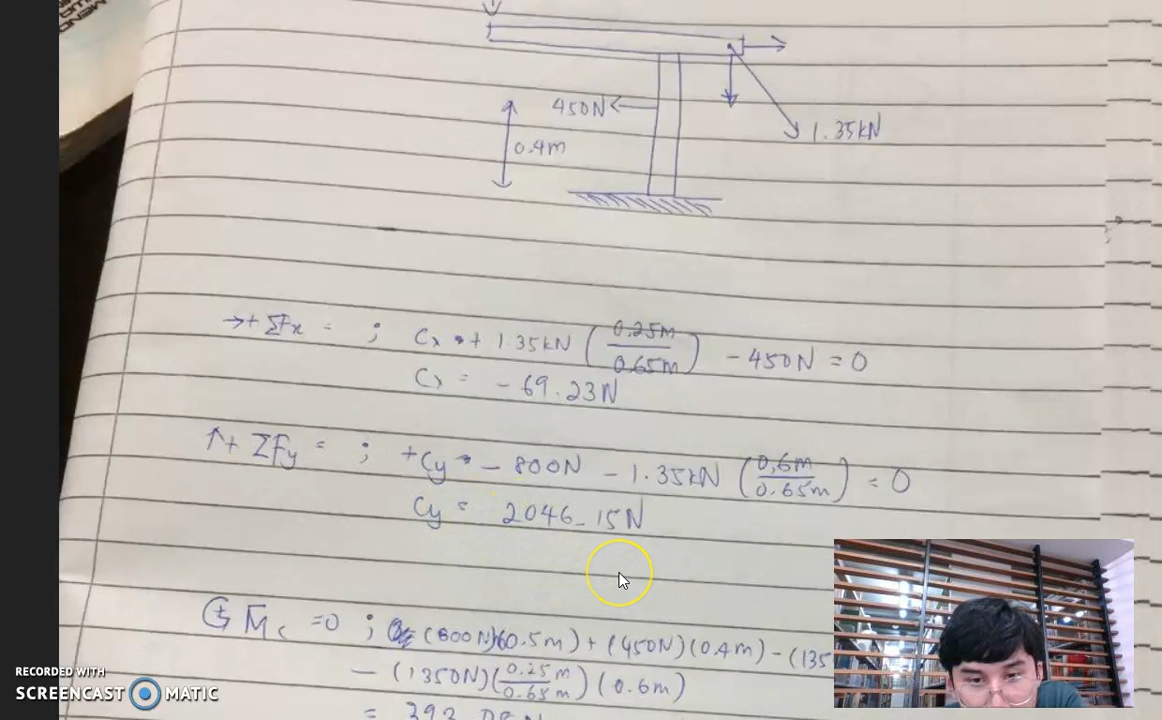 450N
0.4m
1.35kN
→+ ΣFx = ; Cx + 1.35kN (0.25m / 0.65m) - 450N = 0
Cx = - 69.23N
↑+ ΣFy = ; +Cy - 800N - 1.35kN (0,6m / 0.65m) = 0
Cy = 2046.15N
Mc =0 ; (800N)(0.5m) + (450N)(0.4m) - (135
- (1350N)(0.25m / 0.65m)(0.6m)
RECORDED WITH
SCREENCAST MATIC